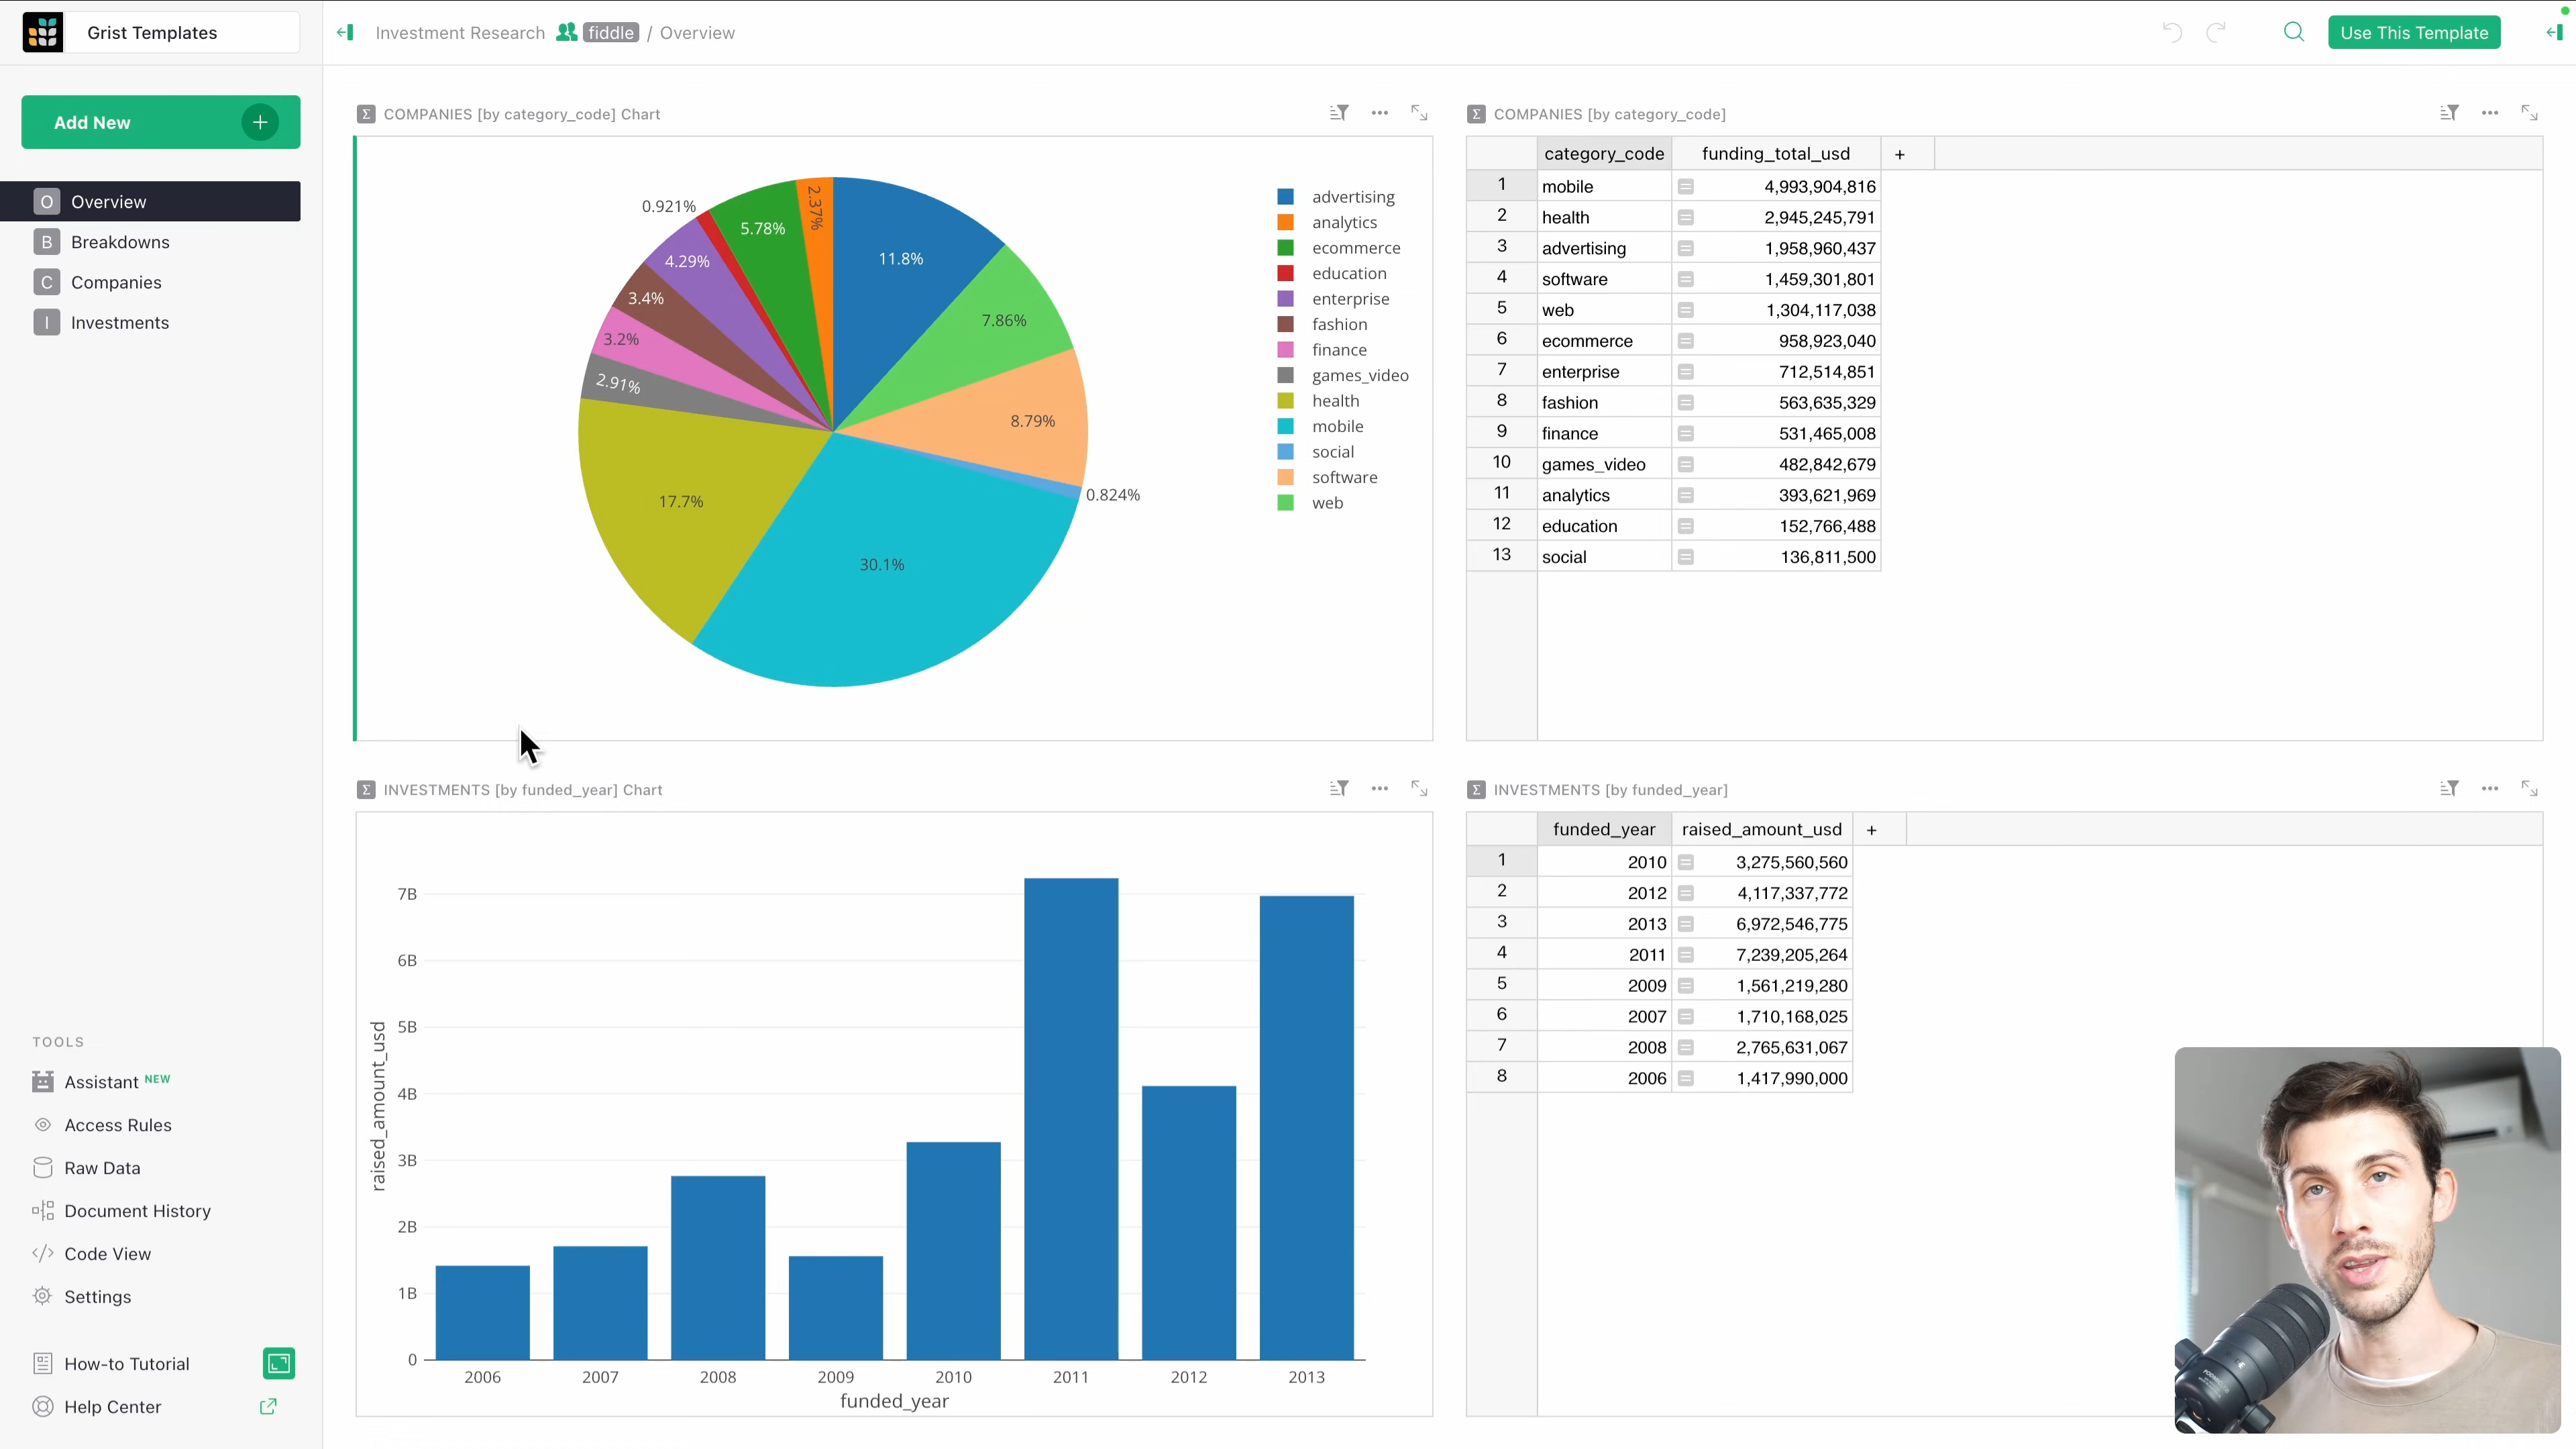 Grist Templates
Investment Research fiddle / Overview
Use This Template
Add New +
O Overview
B Breakdowns
C Companies
I Investments
TOOLS
Assistant NEW
Access Rules
Raw Data
Document History
Code View
Settings
How-to Tutorial
Help Center
Σ COMPANIES [by category_code] Chart
11.8%
7.86%
8.79%
0.824%
30.1%
17.7%
2.91%
3.2%
3.4%
4.29%
0.921%
5.78%
2.37%
advertising
analytics
ecommerce
education
enterprise
fashion
finance
games_video
health
mobile
social
software
web
Σ COMPANIES [by category_code]
category_code funding_total_usd +
1 mobile = 4,993,904,816
2 health = 2,945,245,791
3 advertising = 1,958,960,437
4 software = 1,459,301,801
5 web = 1,304,117,038
6 ecommerce = 958,923,040
7 enterprise = 712,514,851
8 fashion = 563,635,329
9 finance = 531,465,008
10 games_video = 482,842,679
11 analytics = 393,621,969
12 education = 152,766,488
13 social = 136,811,500
Σ INVESTMENTS [by funded_year] Chart
raised_amount_usd
7B
6B
5B
4B
3B
2B
1B
0
2006 2007 2008 2009 2010 2011 2012 2013
funded_year
Σ INVESTMENTS [by funded_year]
funded_year raised_amount_usd +
1 2010 = 3,275,560,560
2 2012 = 4,117,337,772
3 2013 = 6,972,546,775
4 2011 = 7,239,205,264
5 2009 = 1,561,219,280
6 2007 = 1,710,168,025
7 2008 = 2,765,631,067
8 2006 = 1,417,990,000